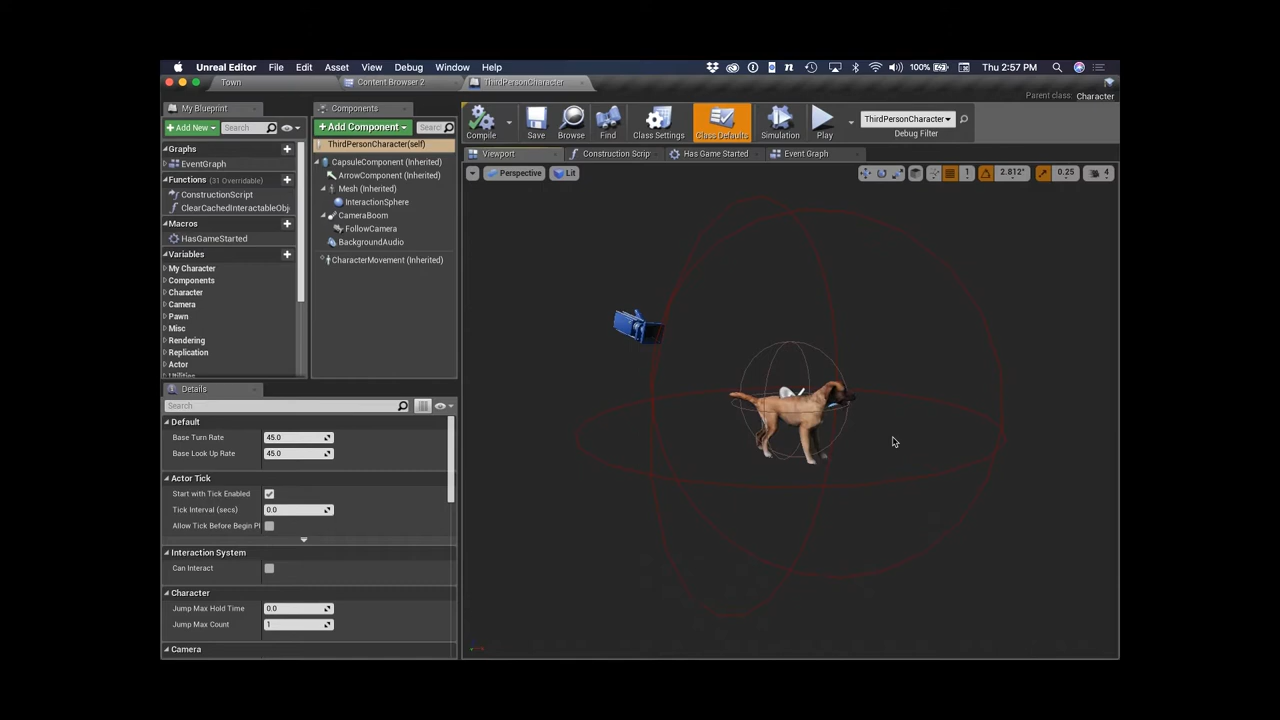 Unreal Editor File Edit Asset View Debug Window Help 100% Thu 2:57 PM
Town Content Browser 2 ThirdPersonCharacter
Parent class: Character
My Blueprint
Add New Search
Graphs
EventGraph
Functions (31 Overridable)
ConstructionScript
ClearCachedInteractableObj
Macros
HasGameStarted
Variables
My Character
Components
Character
Camera
Pawn
Misc
Rendering
Replication
Actor
Components
Add Component Search
ThirdPersonCharacter(self)
CapsuleComponent (Inherited)
ArrowComponent (Inherited)
Mesh (Inherited)
InteractionSphere
CameraBoom
FollowCamera
BackgroundAudio
CharacterMovement (Inherited)
Compile Save Browse Find Class Settings Class Defaults Simulation Play
ThirdPersonCharacter
Debug Filter
Viewport Construction Scrip Has Game Started Event Graph
Perspective Lit 1 2.812° 0.25 4
Details
Search
Default
Base Turn Rate 45.0
Base Look Up Rate 45.0
Actor Tick
Start with Tick Enabled
Tick Interval (secs) 0.0
Allow Tick Before Begin Pl
Interaction System
Can Interact
Character
Jump Max Hold Time 0.0
Jump Max Count 1
Camera